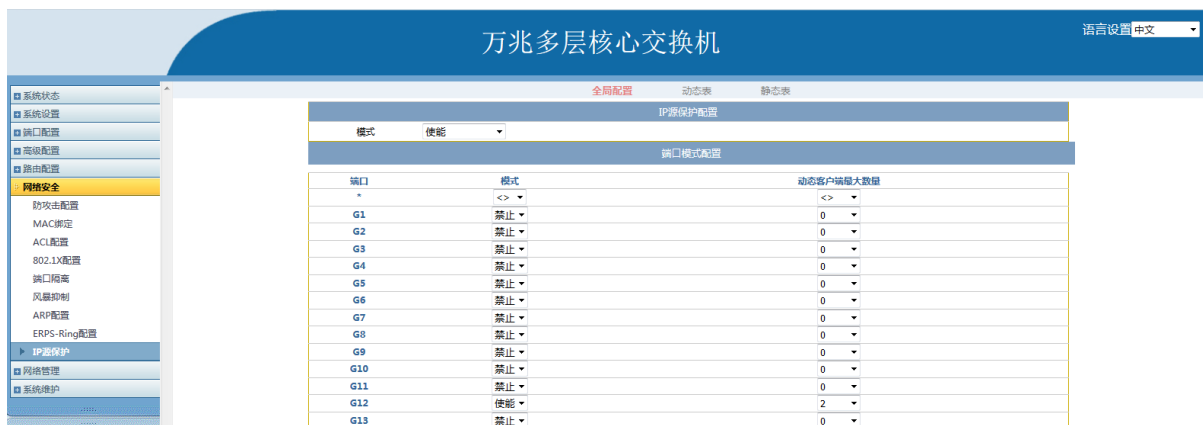 万兆多层核心交换机
语言设置 中文
系统状态
系统设置
端口配置
高级配置
路由配置
网络安全
防攻击配置
MAC绑定
ACL配置
802.1X配置
端口隔离
风暴抑制
ARP配置
ERPS-Ring配置
IP源保护
网络管理
系统维护
全局配置 动态表 静态表
IP源保护配置
模式 使能
端口模式配置
端口 模式 动态客户端最大数量
* <> <>
G1 禁止 0
G2 禁止 0
G3 禁止 0
G4 禁止 0
G5 禁止 0
G6 禁止 0
G7 禁止 0
G8 禁止 0
G9 禁止 0
G10 禁止 0
G11 禁止 0
G12 使能 2
G13 禁止 0